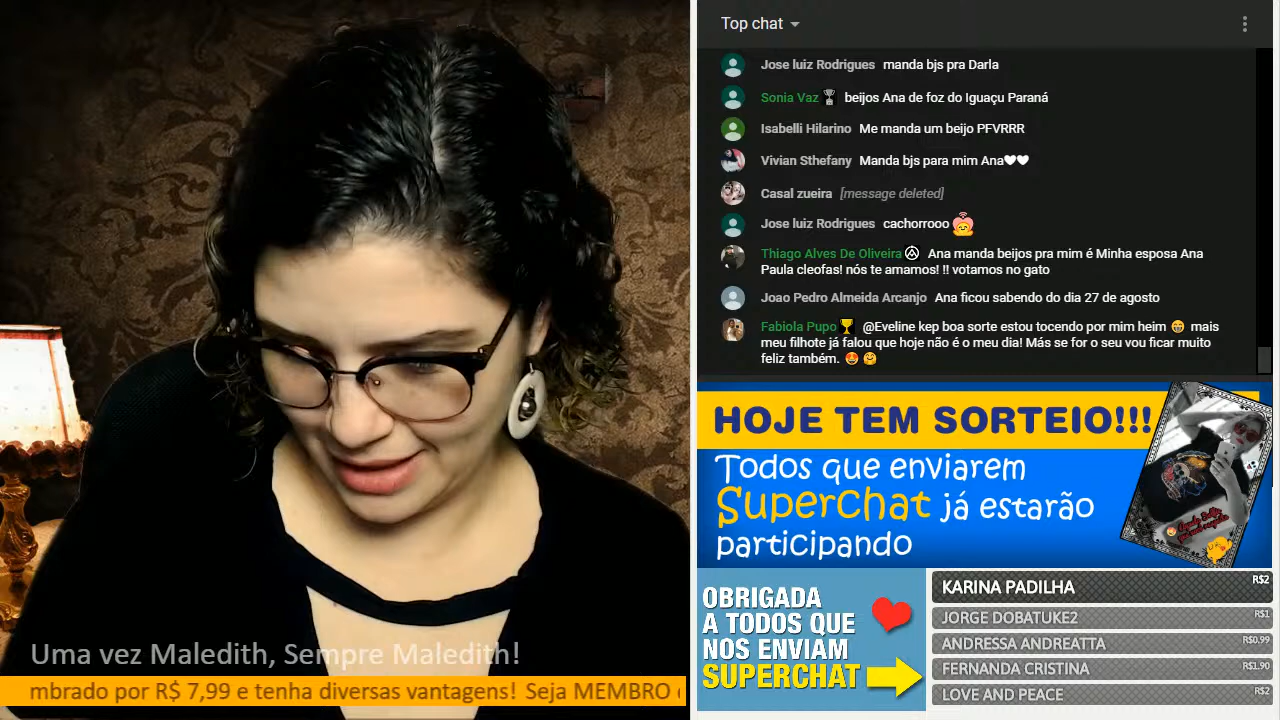 Top chat
Jose luiz Rodrigues manda bjs pra Darla
Sonia Vaz beijos Ana de foz do Iguaçu Paraná
Isabelli Hilarino Me manda um beijo PFVRRR
Vivian Sthefany Manda bjs para mim Ana🤍🤍
Casal zueira [message deleted]
Jose luiz Rodrigues cachorrooo
Thiago Alves De Oliveira Ana manda beijos pra mim é Minha esposa Ana
Paula cleofas! nós te amamos! !! votamos no gato
Joao Pedro Almeida Arcanjo Ana ficou sabendo do dia 27 de agosto
Fabiola Pupo @Eveline kep boa sorte estou tocendo por mim heim 😁 mais
meu filhote já falou que hoje não é o meu dia! Más se for o seu vou ficar muito
feliz também. 😍 🤗
HOJE TEM SORTEIO!!!
Todos que enviarem
Superchat já estarão
participando
OBRIGADA
A TODOS QUE
NOS ENVIAM
SUPERCHAT
KARINA PADILHA R$2
JORGE DOBATUKE2 R$1
ANDRESSA ANDREATTA R$0.99
FERNANDA CRISTINA R$1.90
LOVE AND PEACE R$2
Uma vez Maledith, Sempre Maledith!
mbrado por R$ 7,99 e tenha diversas vantagens! Seja MEMBRO